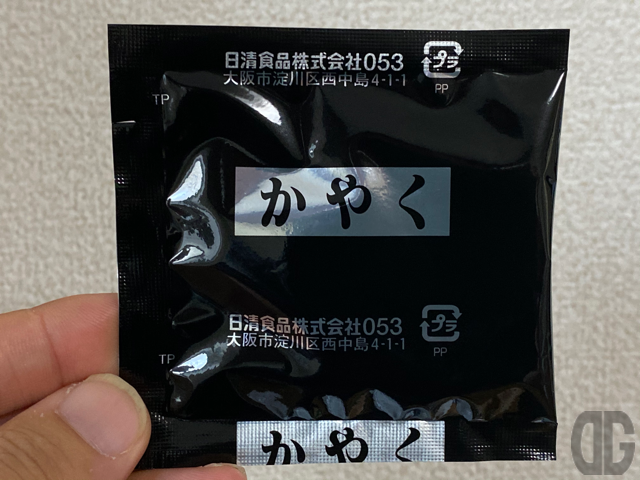 日清食品株式会社053
大阪市淀川区西中島4-1-1
プラ
PP
TP
かやく
日清食品株式会社053
大阪市淀川区西中島4-1-1
プラ
PP
TP
かやく
DG